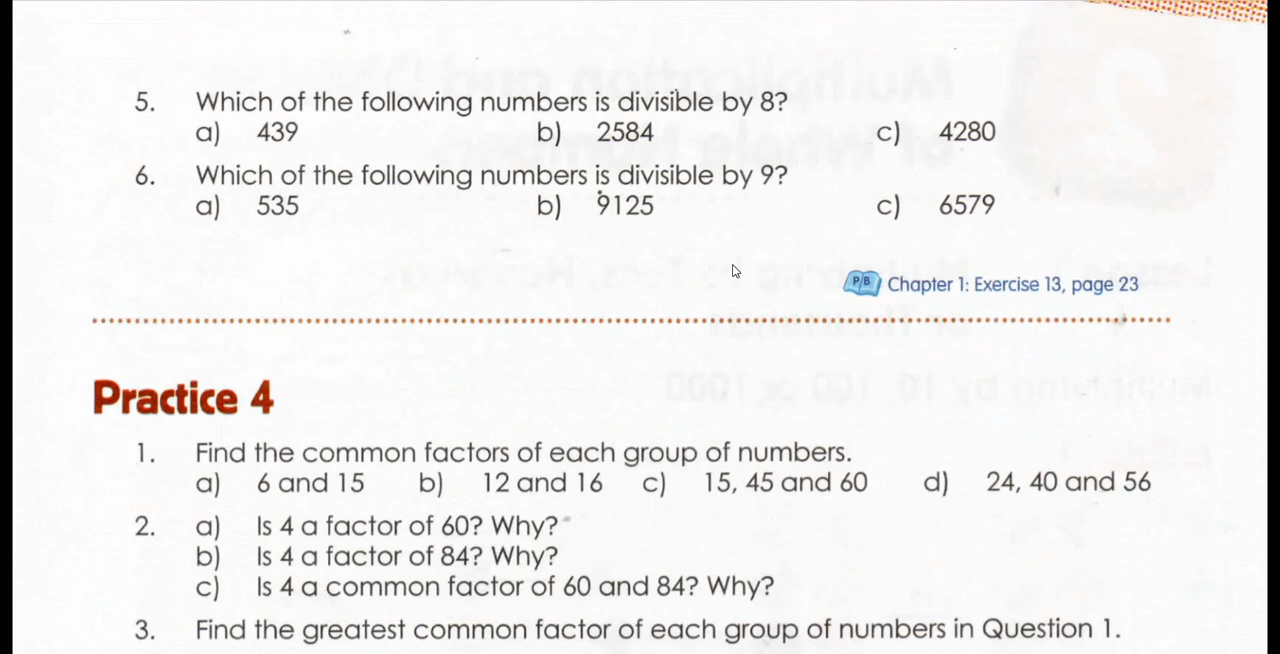 5. Which of the following numbers is divisible by 8?
a) 439 b) 2584 c) 4280
6. Which of the following numbers is divisible by 9?
a) 535 b) 9125 c) 6579
P/B Chapter 1: Exercise 13, page 23
Practice 4
1. Find the common factors of each group of numbers.
a) 6 and 15 b) 12 and 16 c) 15, 45 and 60 d) 24, 40 and 56
2. a) Is 4 a factor of 60? Why?
b) Is 4 a factor of 84? Why?
c) Is 4 a common factor of 60 and 84? Why?
3. Find the greatest common factor of each group of numbers in Question 1.